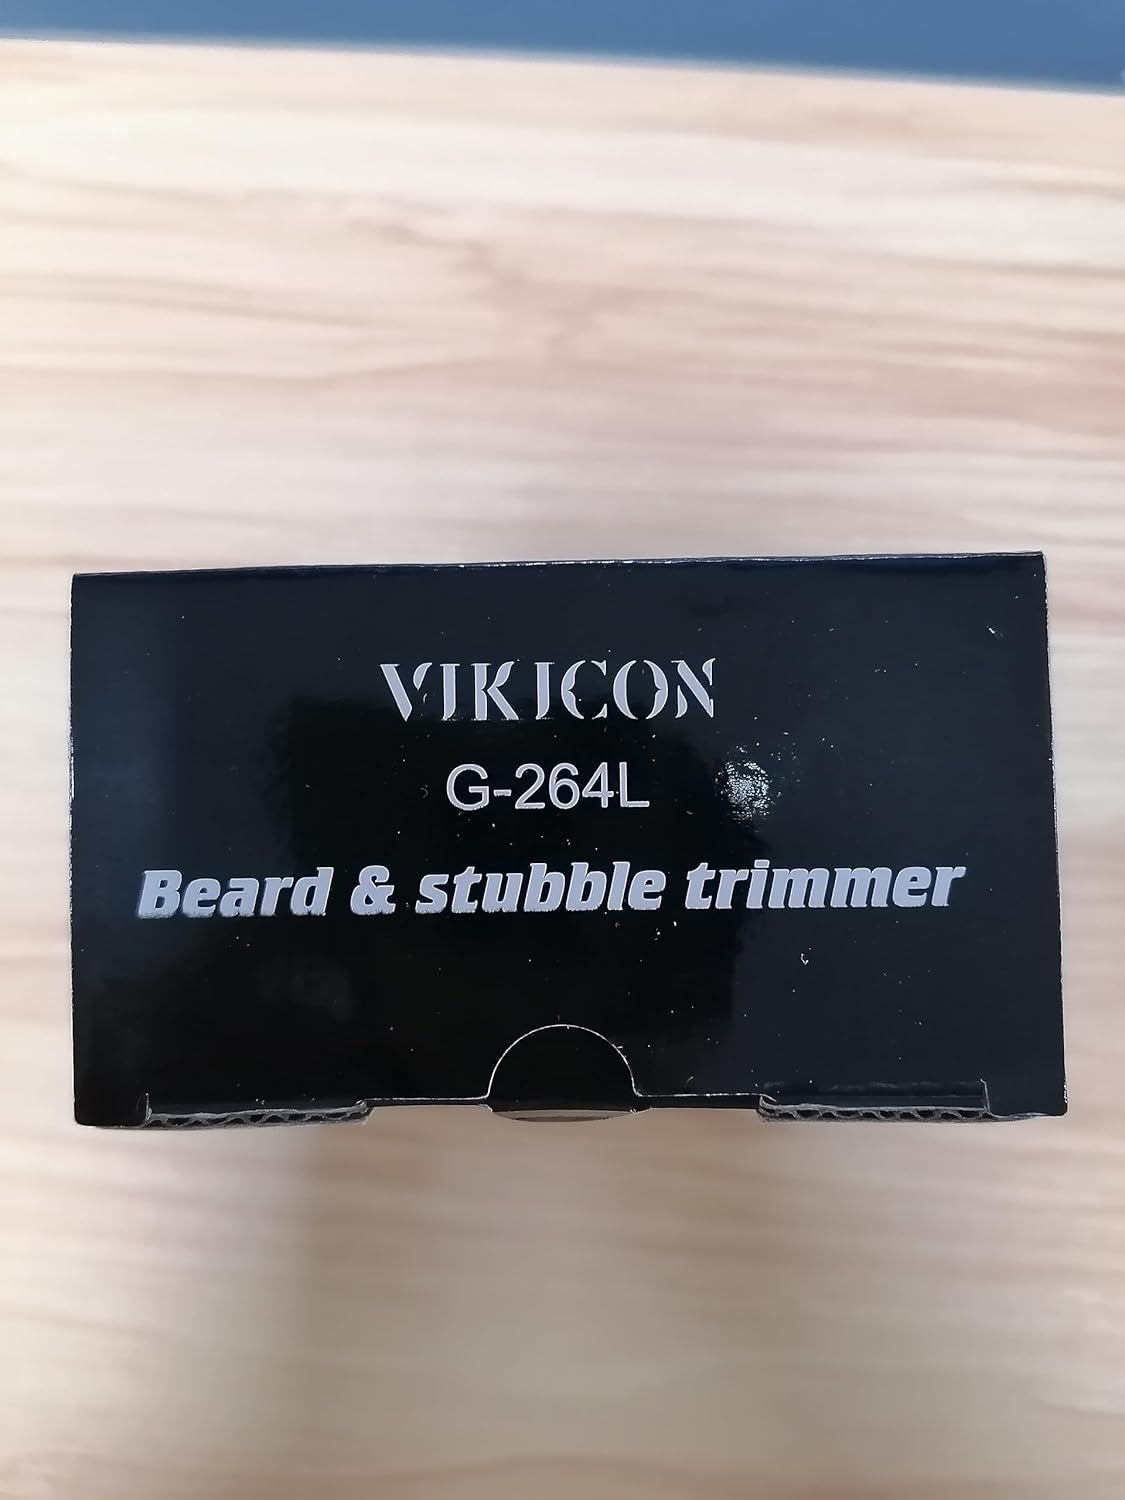 VIKICON
G-264L
Beard & stubble trimmer